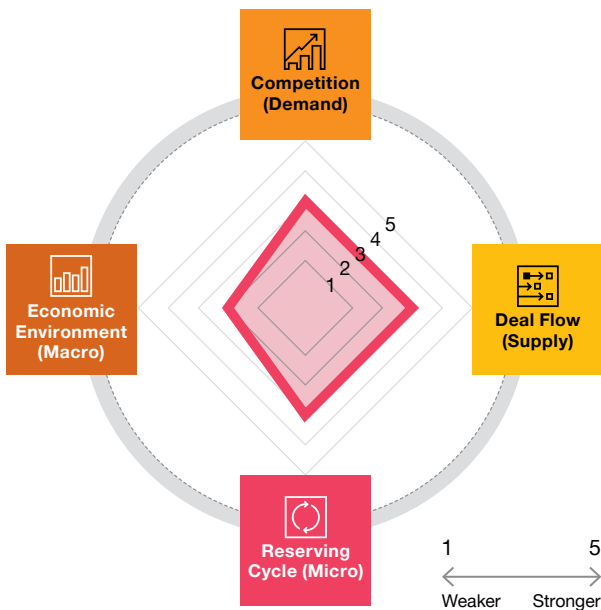 Competition
(Demand)
5
4
3
2
1
Economic
Environment
(Macro)
Deal Flow
(Supply)
Reserving
Cycle (Micro)
1 5
Weaker Stronger